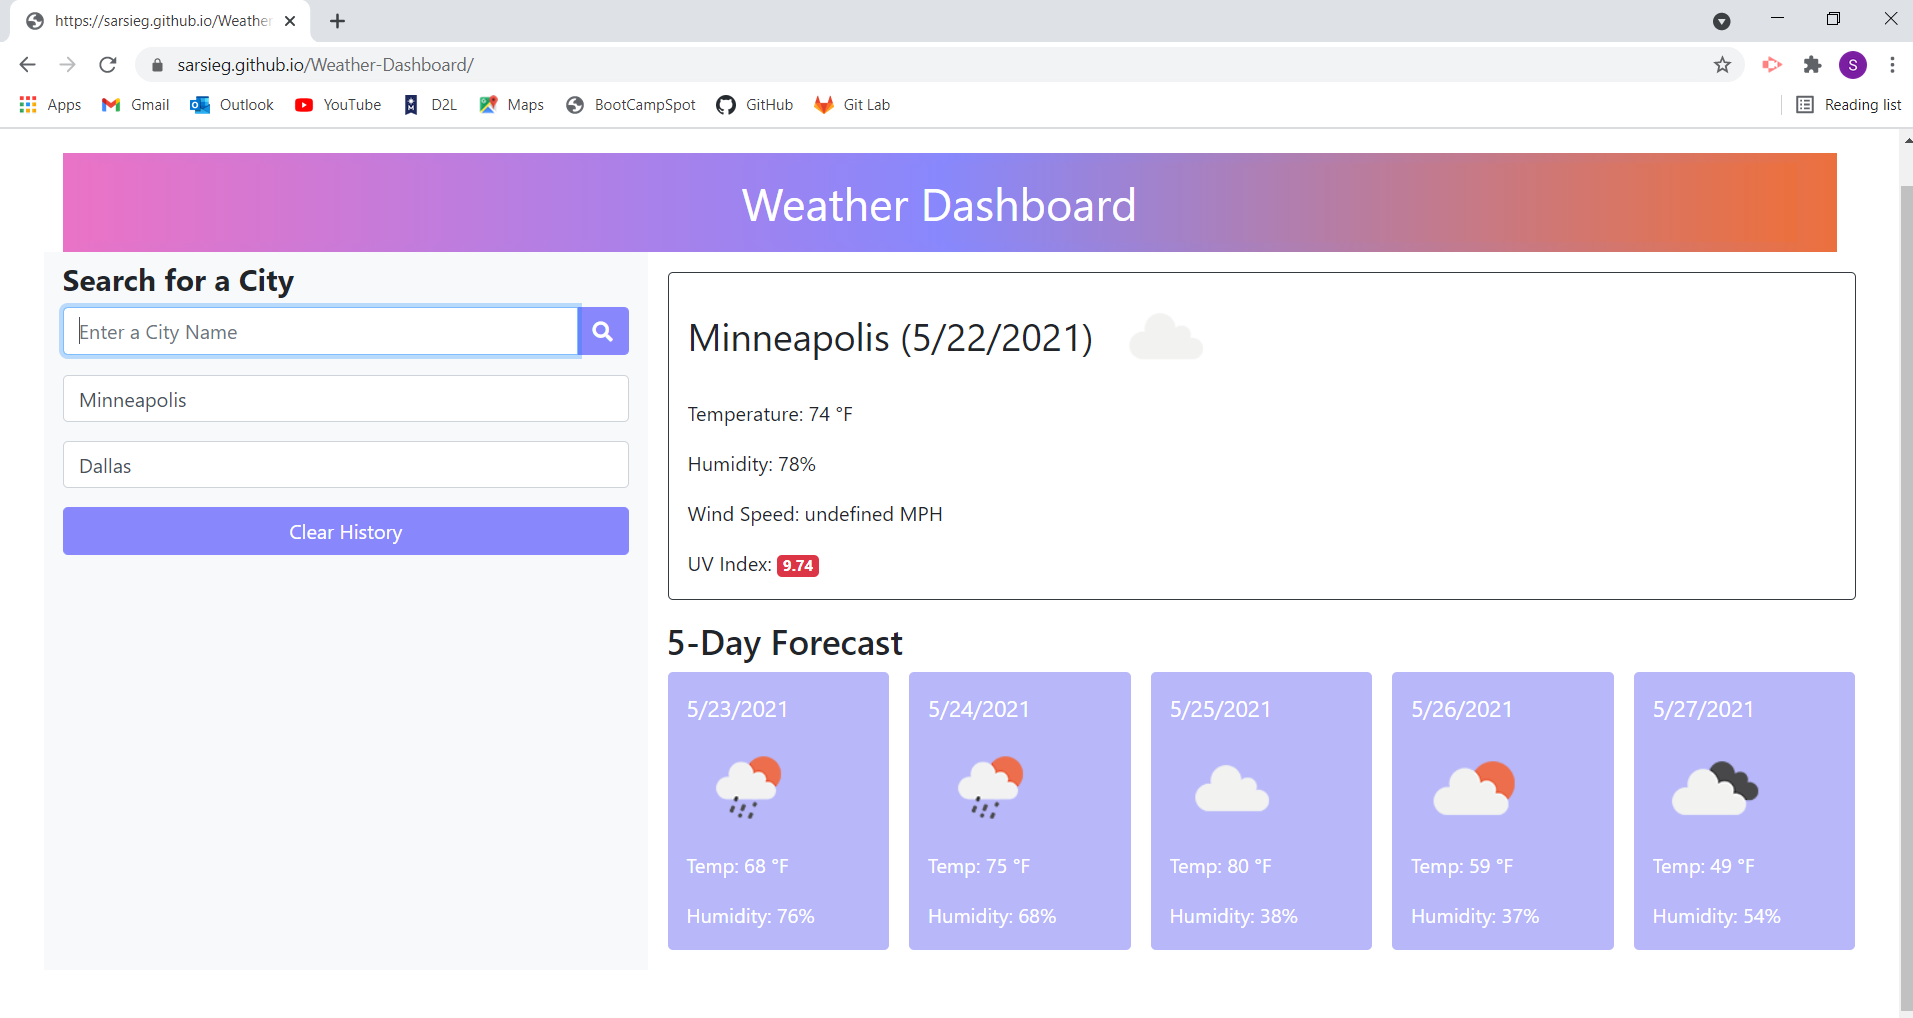 https://sarsieg.github.io/Weather
sarsieg.github.io/Weather-Dashboard/
S
Apps Gmail Outlook YouTube D2L Maps BootCampSpot GitHub Git Lab Reading list
Weather Dashboard
Search for a City
Enter a City Name
Minneapolis
Dallas
Clear History
Minneapolis (5/22/2021)
Temperature: 74 °F
Humidity: 78%
Wind Speed: undefined MPH
UV Index: 9.74
5-Day Forecast
5/23/2021
Temp: 68 °F
Humidity: 76%
5/24/2021
Temp: 75 °F
Humidity: 68%
5/25/2021
Temp: 80 °F
Humidity: 38%
5/26/2021
Temp: 59 °F
Humidity: 37%
5/27/2021
Temp: 49 °F
Humidity: 54%